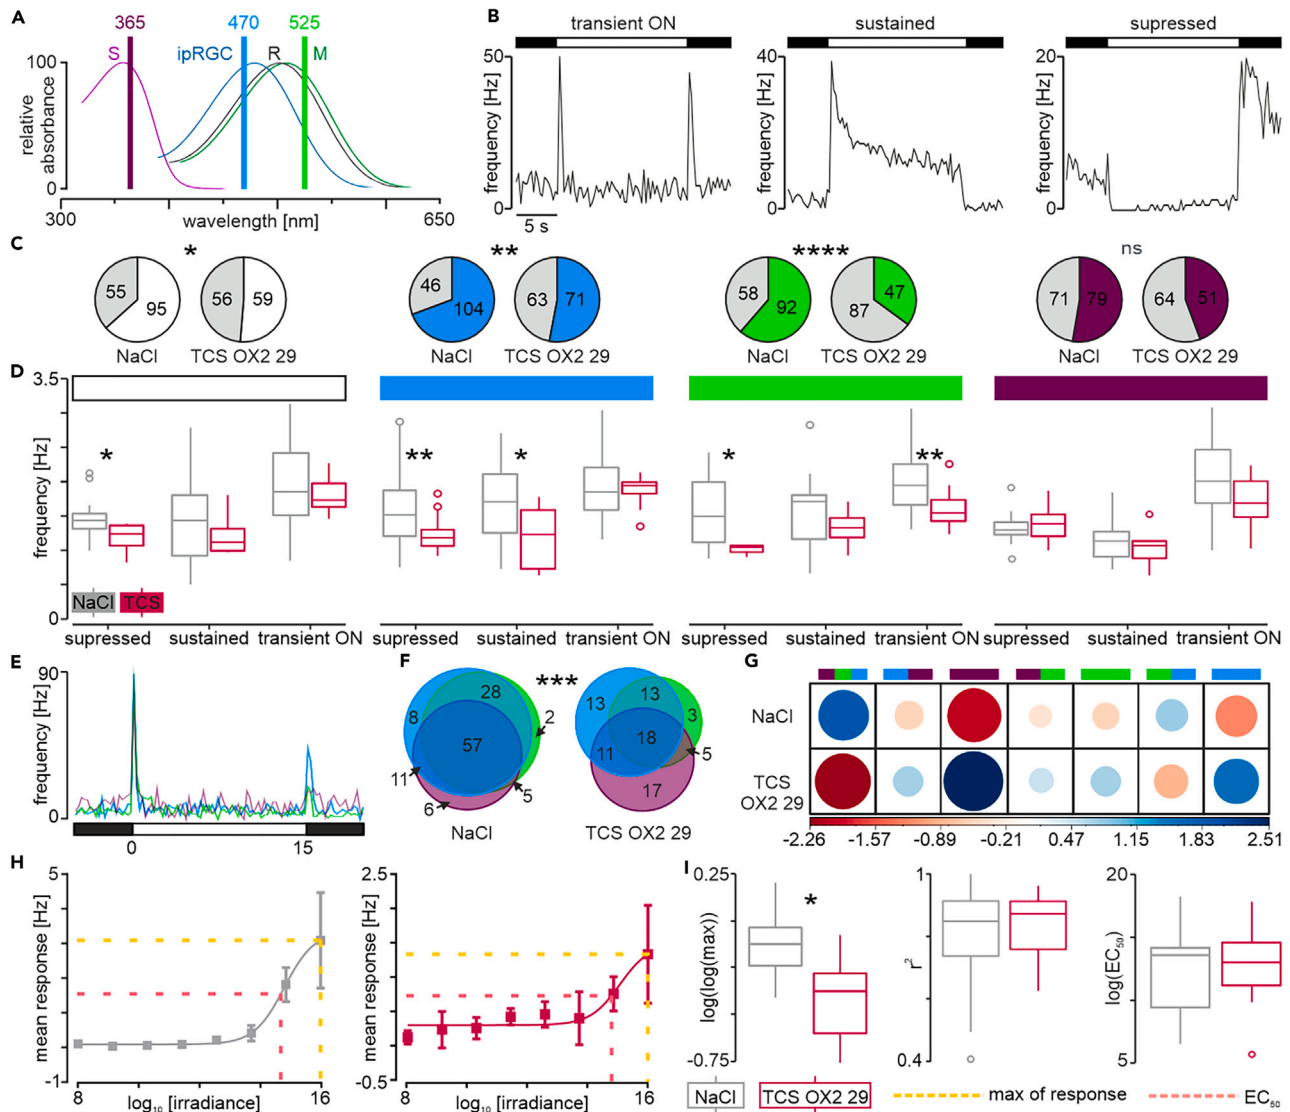 A
365
470
525
S
ipRGC
R
M
100
relative
absorbance
0
300
wavelength [nm]
650
B
transient ON
sustained
supressed
50
frequency [Hz]
0
5 s
40
frequency [Hz]
0
20
frequency [Hz]
0
C
*
**
****
ns
55
95
56
59
46
104
63
71
58
92
87
47
71
79
64
51
NaCl
TCS OX2 29
NaCl
TCS OX2 29
NaCl
TCS OX2 29
NaCl
TCS OX2 29
D
3.5
frequency [Hz]
0
*
**
*
*
**
NaCl
TCS
supressed
sustained
transient ON
supressed
sustained
transient ON
supressed
sustained
transient ON
supressed
sustained
transient ON
E
90
frequency [Hz]
0
0
15
F
***
8
28
2
57
11
6
5
NaCl
13
13
3
11
18
5
17
TCS OX2 29
G
NaCl
TCS
OX2 29
-2.26
-1.57
-0.89
-0.21
0.47
1.15
1.83
2.51
H
5
mean response [Hz]
-1
8
log10 [irradiance]
16
2.5
mean response [Hz]
-0.5
8
log10 [irradiance]
16
I
0.25
log(log(max))
-0.75
*
1
r²
0.4
20
log(EC50)
5
NaCl
TCS OX2 29
max of response
EC50